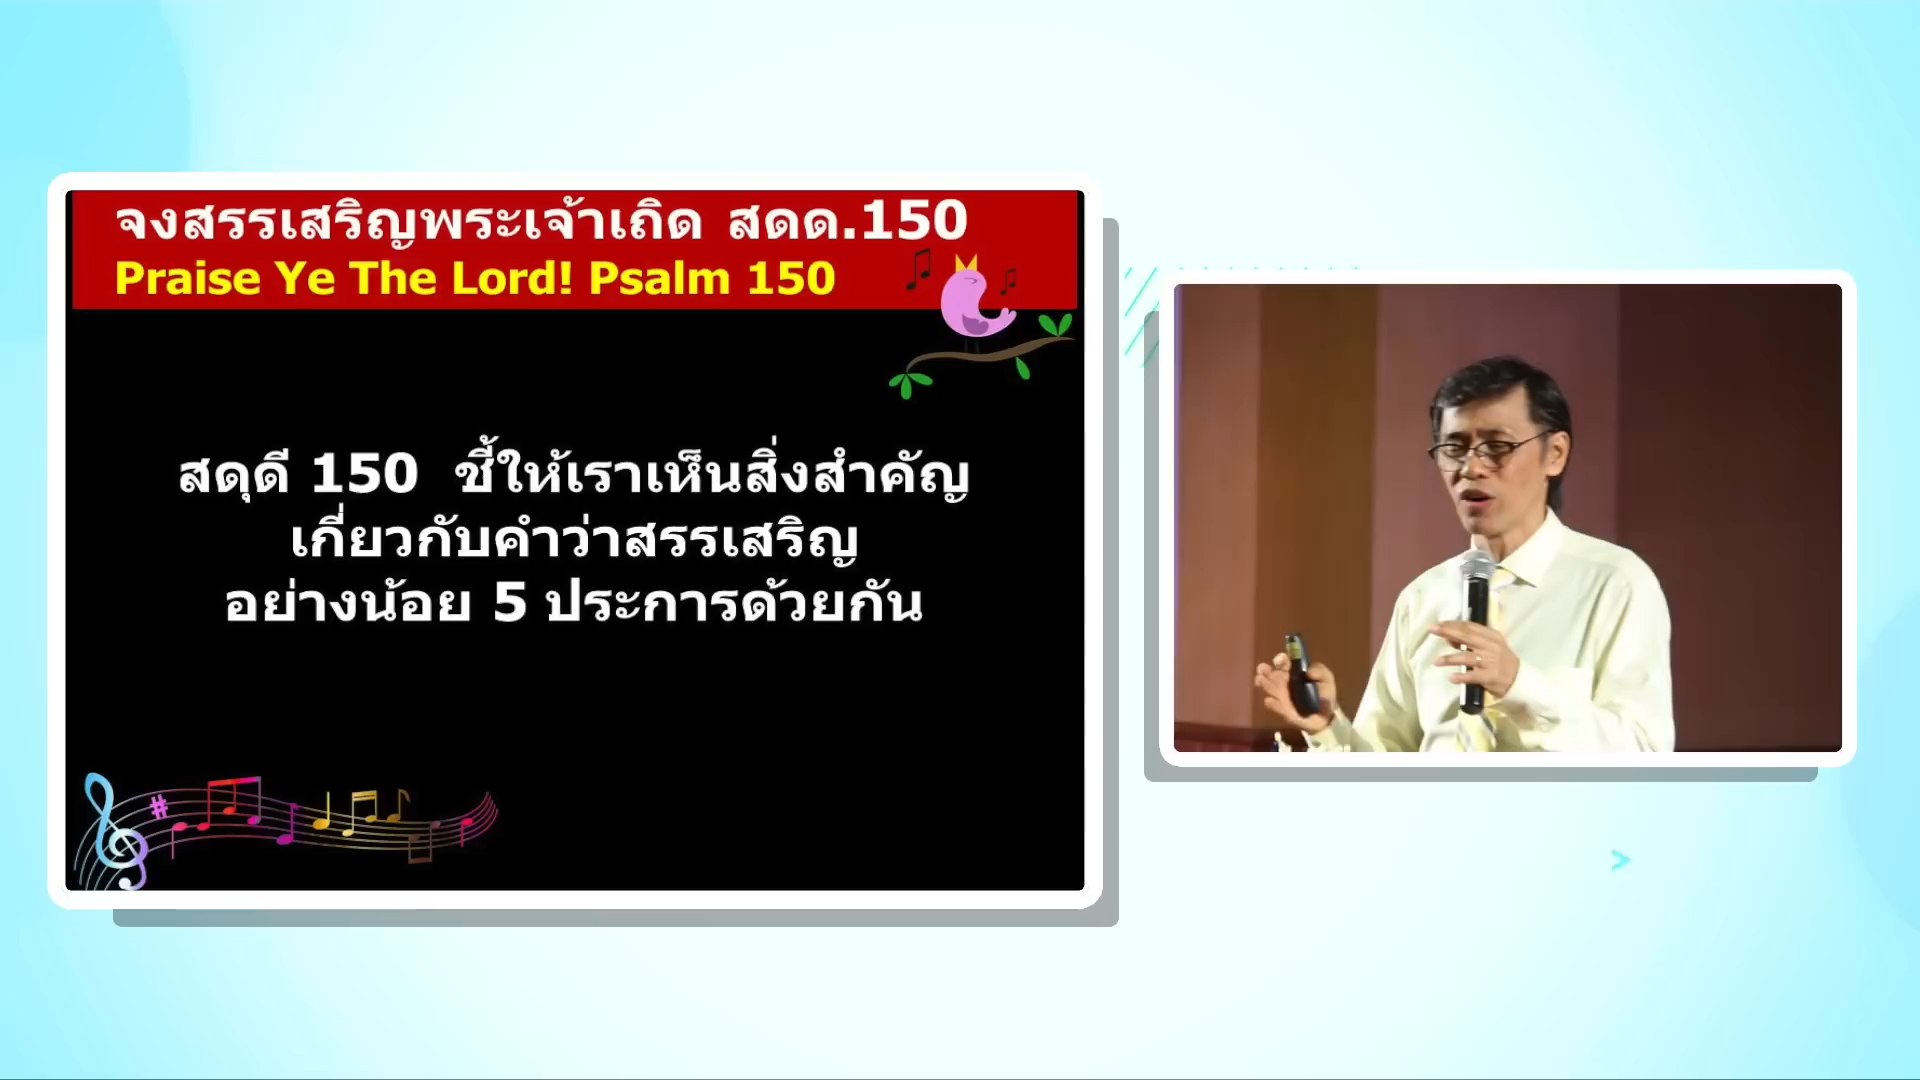 จงสรรเสริญพระเจ้าเถิด สดด.150
Praise Ye The Lord! Psalm 150
สดุดี 150 ชี้ให้เราเห็นสิ่งสำคัญ
เกี่ยวกับคำว่าสรรเสริญ
อย่างน้อย 5 ประการด้วยกัน